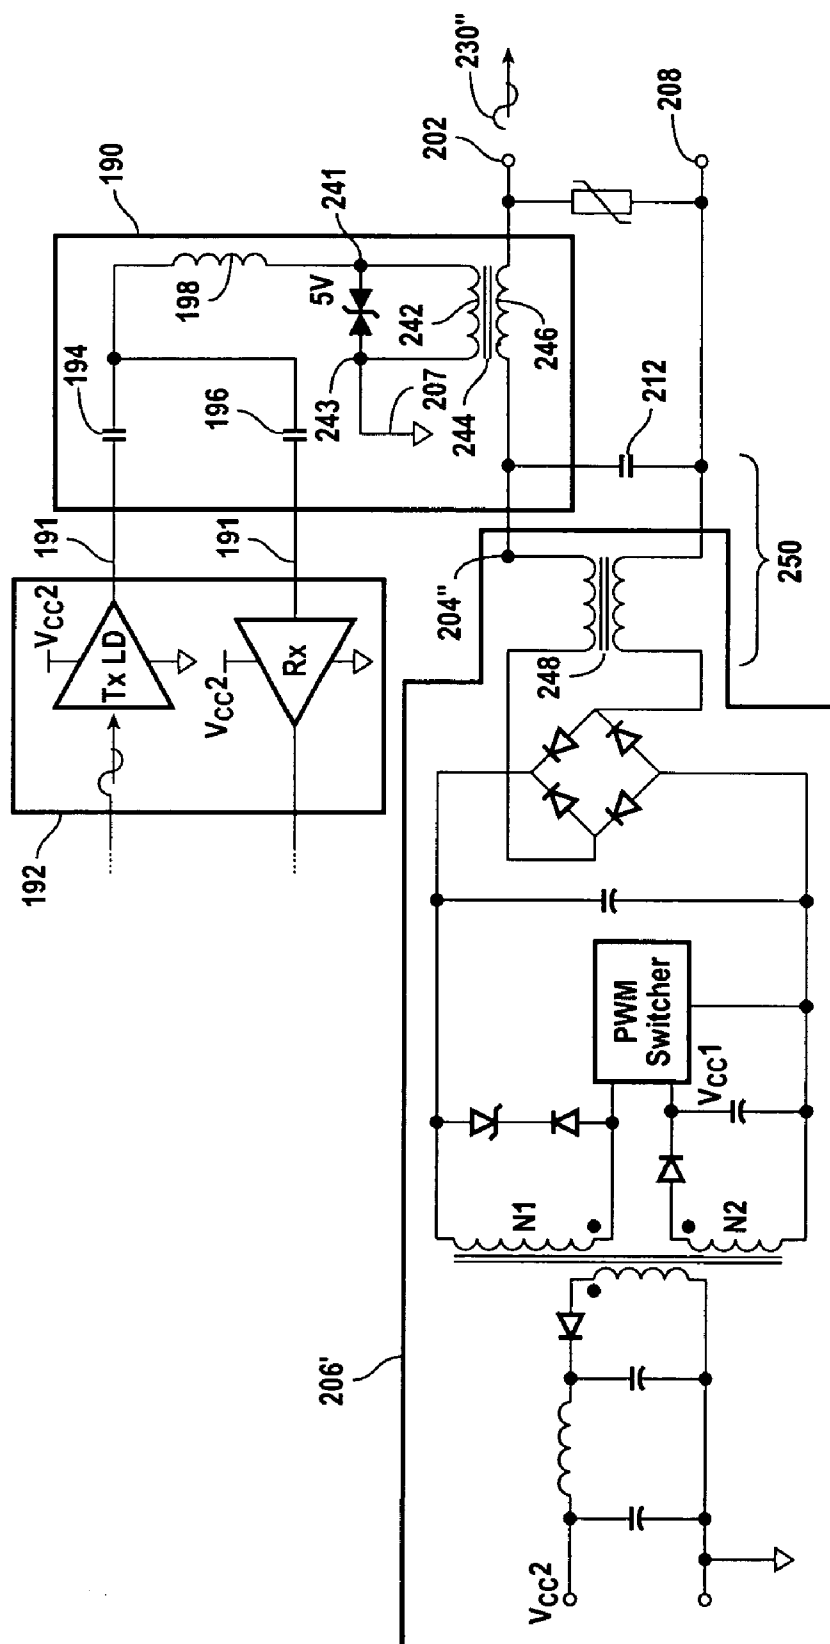 192
VCC2
Tx LD
191
VCC2
Rx
191
190
194
196
198
5V
241
243
207
242
244
246
202
230"
208
212
204"
248
250
206'
PWM
Switcher
VCC1
N1
N2
VCC2